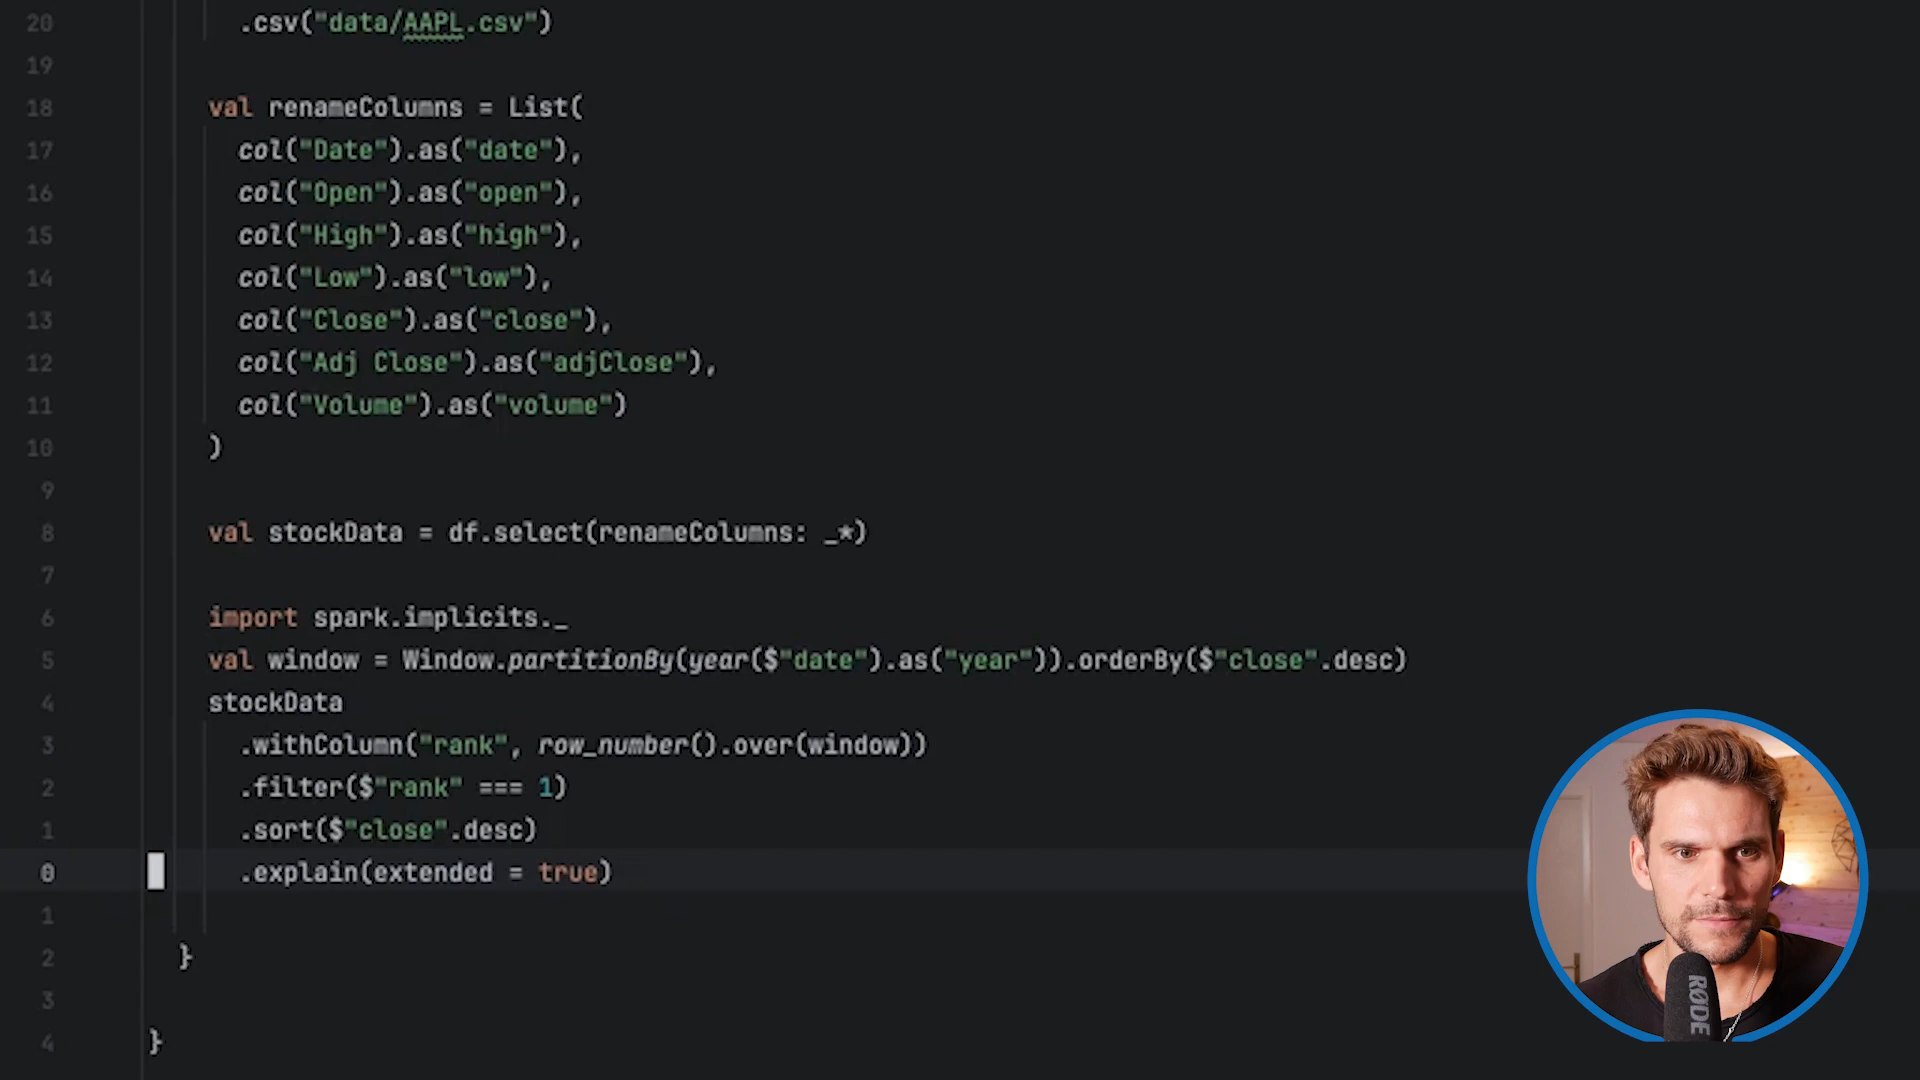 20 .csv("data/AAPL.csv")
19
18 val renameColumns = List(
17 col("Date").as("date"),
16 col("Open").as("open"),
15 col("High").as("high"),
14 col("Low").as("low"),
13 col("Close").as("close"),
12 col("Adj Close").as("adjClose"),
11 col("Volume").as("volume")
10 )
9
8 val stockData = df.select(renameColumns: _*)
7
6 import spark.implicits._
5 val window = Window.partitionBy(year($"date").as("year")).orderBy($"close".desc)
4 stockData
3 .withColumn("rank", row_number().over(window))
2 .filter($"rank" === 1)
1 .sort($"close".desc)
0 .explain(extended = true)
1
2 }
3
4 }
RØDE